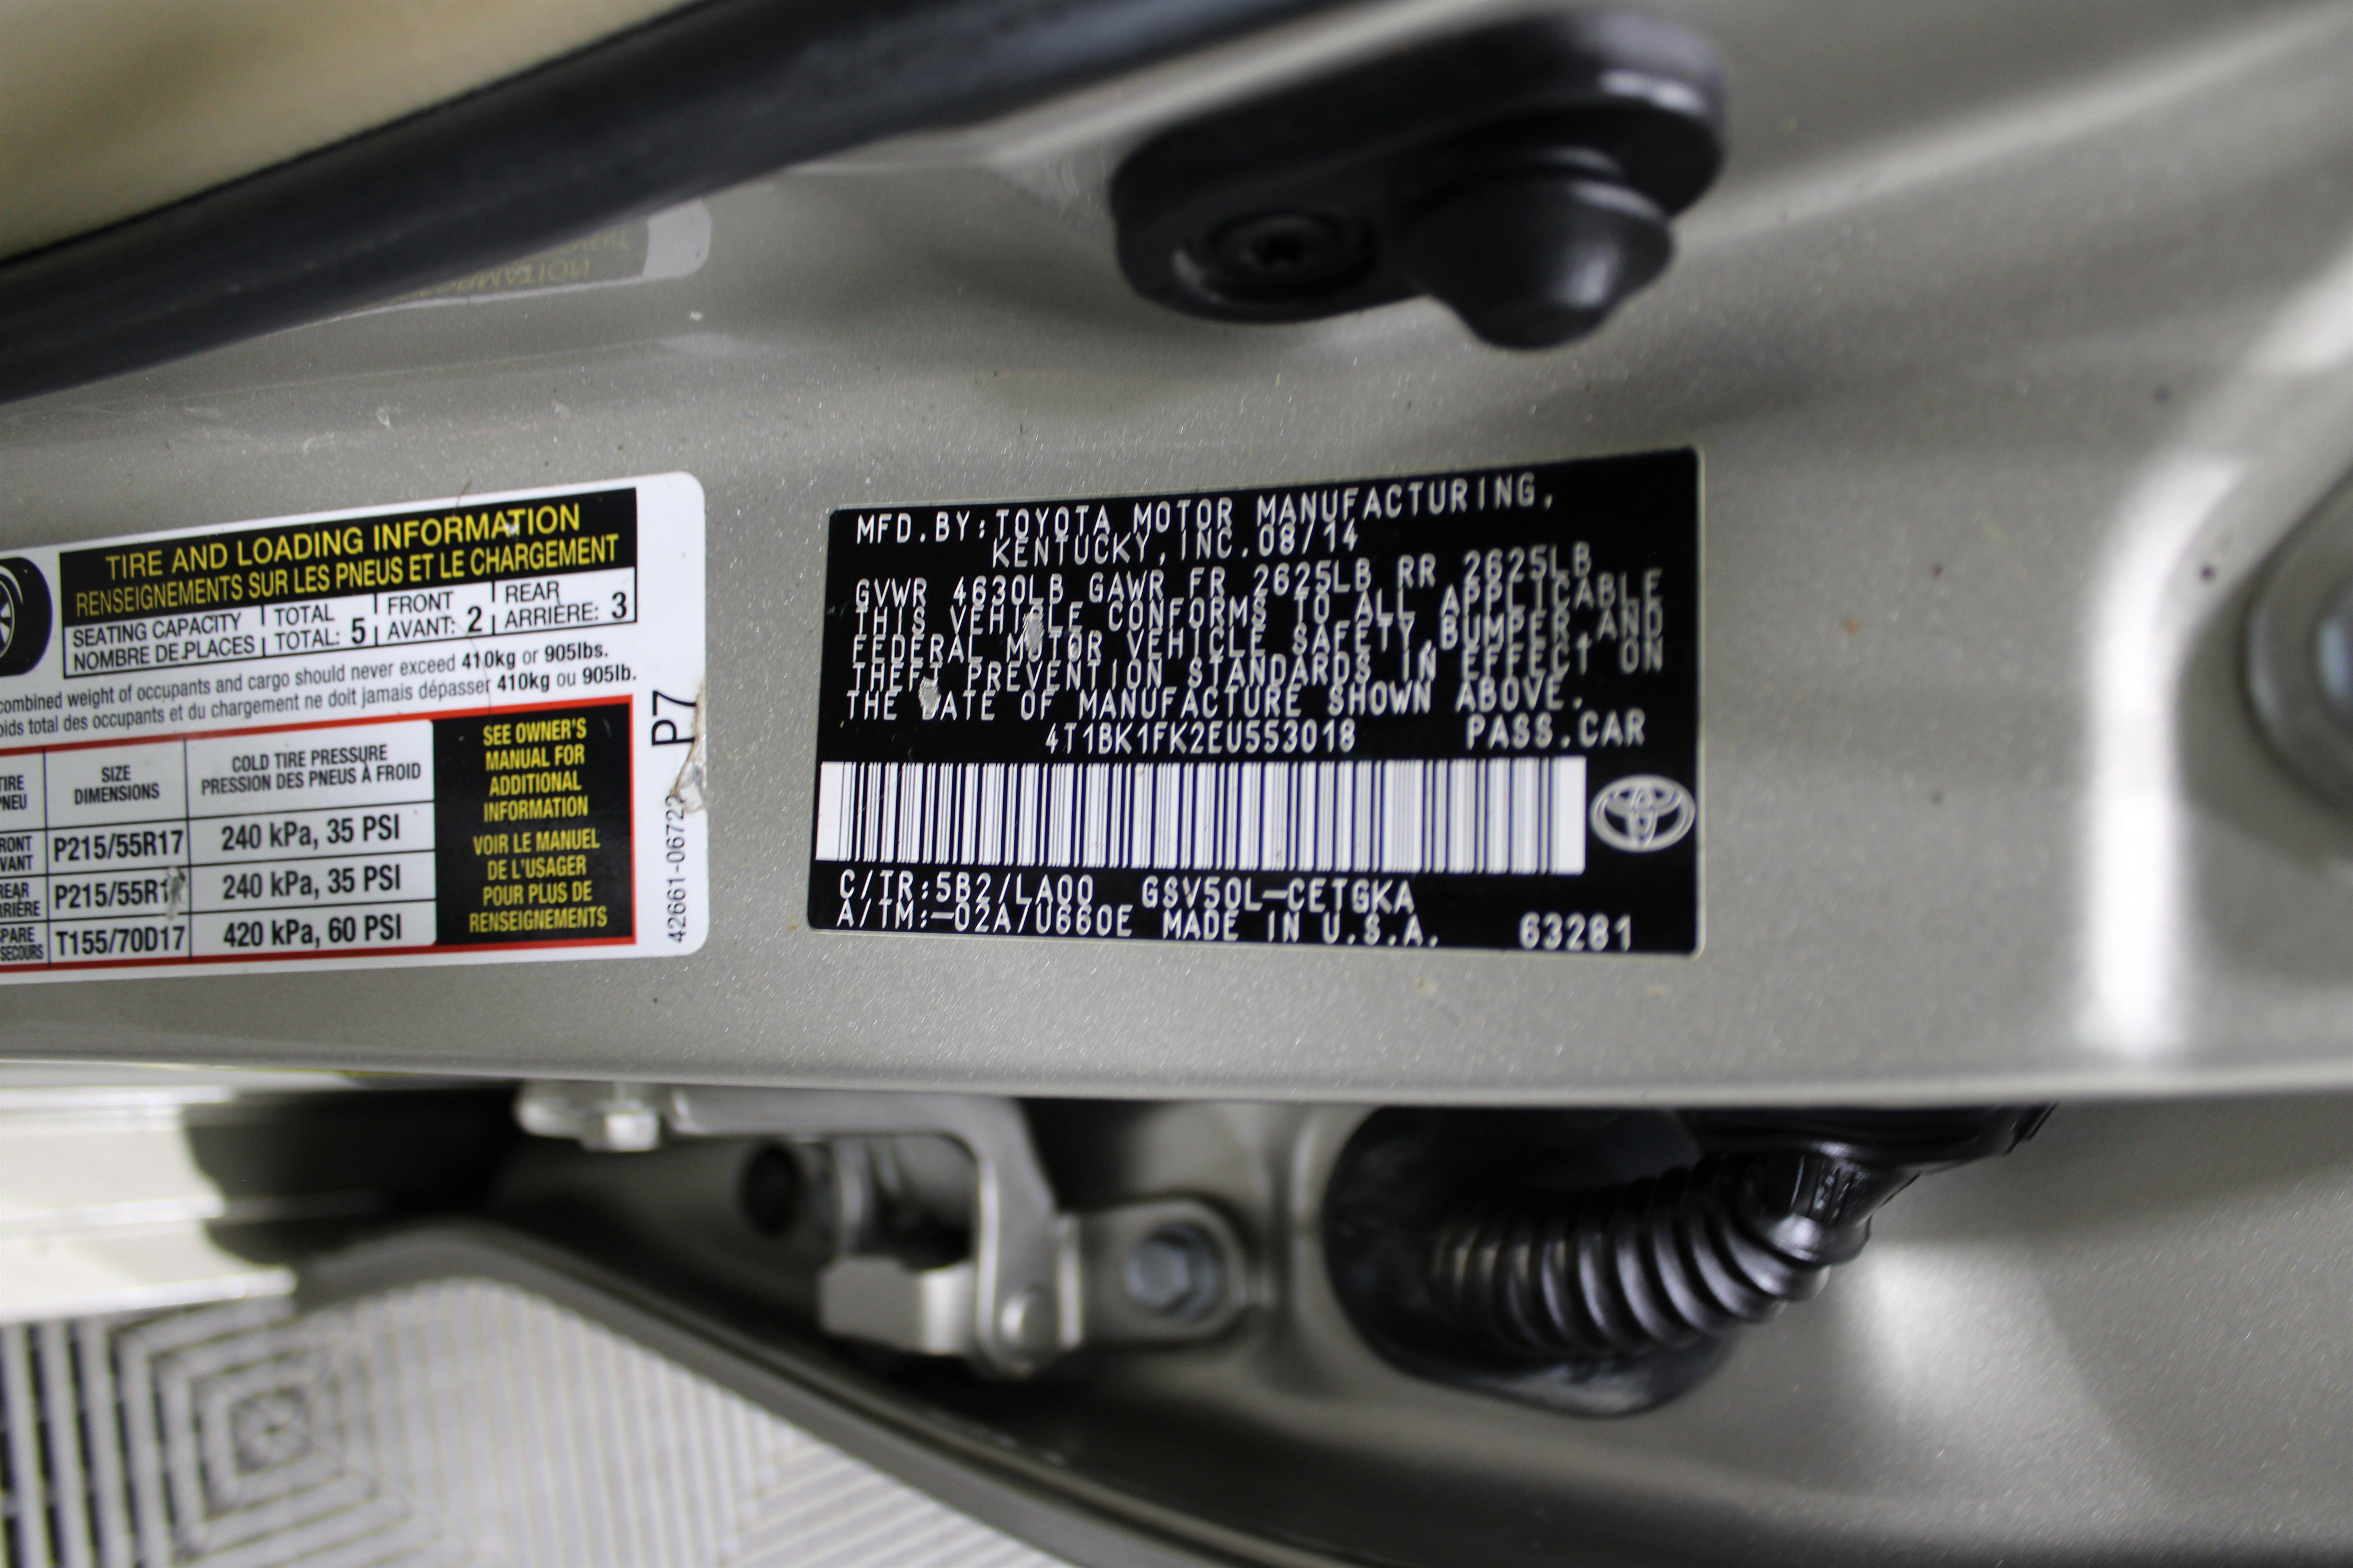 TIRE AND LOADING INFORMATION
RENSEIGNEMENTS SUR LES PNEUS ET LE CHARGEMENT
SEATING CAPACITY | TOTAL | FRONT | REAR
NOMBRE DE PLACES | TOTAL: 5 | AVANT: 2 | ARRIÈRE: 3
combined weight of occupants and cargo should never exceed 410kg or 905lbs.
total des occupants et du chargement ne doit jamais dépasser 410kg ou 905lb.
SIZE
DIMENSIONS
COLD TIRE PRESSURE
PRESSION DES PNEUS À FROID
P215/55R17 240 kPa, 35 PSI
240 kPa, 35 PSI
T155/70D17 420 kPa, 60 PSI
SEE OWNER'S
MANUAL FOR
ADDITIONAL
INFORMATION
VOIR LE MANUEL
DE L'USAGER
POUR PLUS DE
RENSEIGNEMENTS
P7
42661-06722
MFD.BY:TOYOTA MOTOR MANUFACTURING,
KENTUCKY,INC.08/14
GVWR 4630LB GAWR FR 2625LB RR 2625LB
THIS VEHICLE CONFORMS TO ALL APPLICABLE
FEDERAL MOTOR VEHICLE SAFETY,BUMPER,AND
THEFT PREVENTION STANDARDS IN EFFECT ON
THE DATE OF MANUFACTURE SHOWN ABOVE.
4T1BK1FK2EU553018 PASS.CAR
C/TR:5B2/LA00 GSV50L-CETGKA
A/TM:-02A/U660E MADE IN U.S.A. 63281